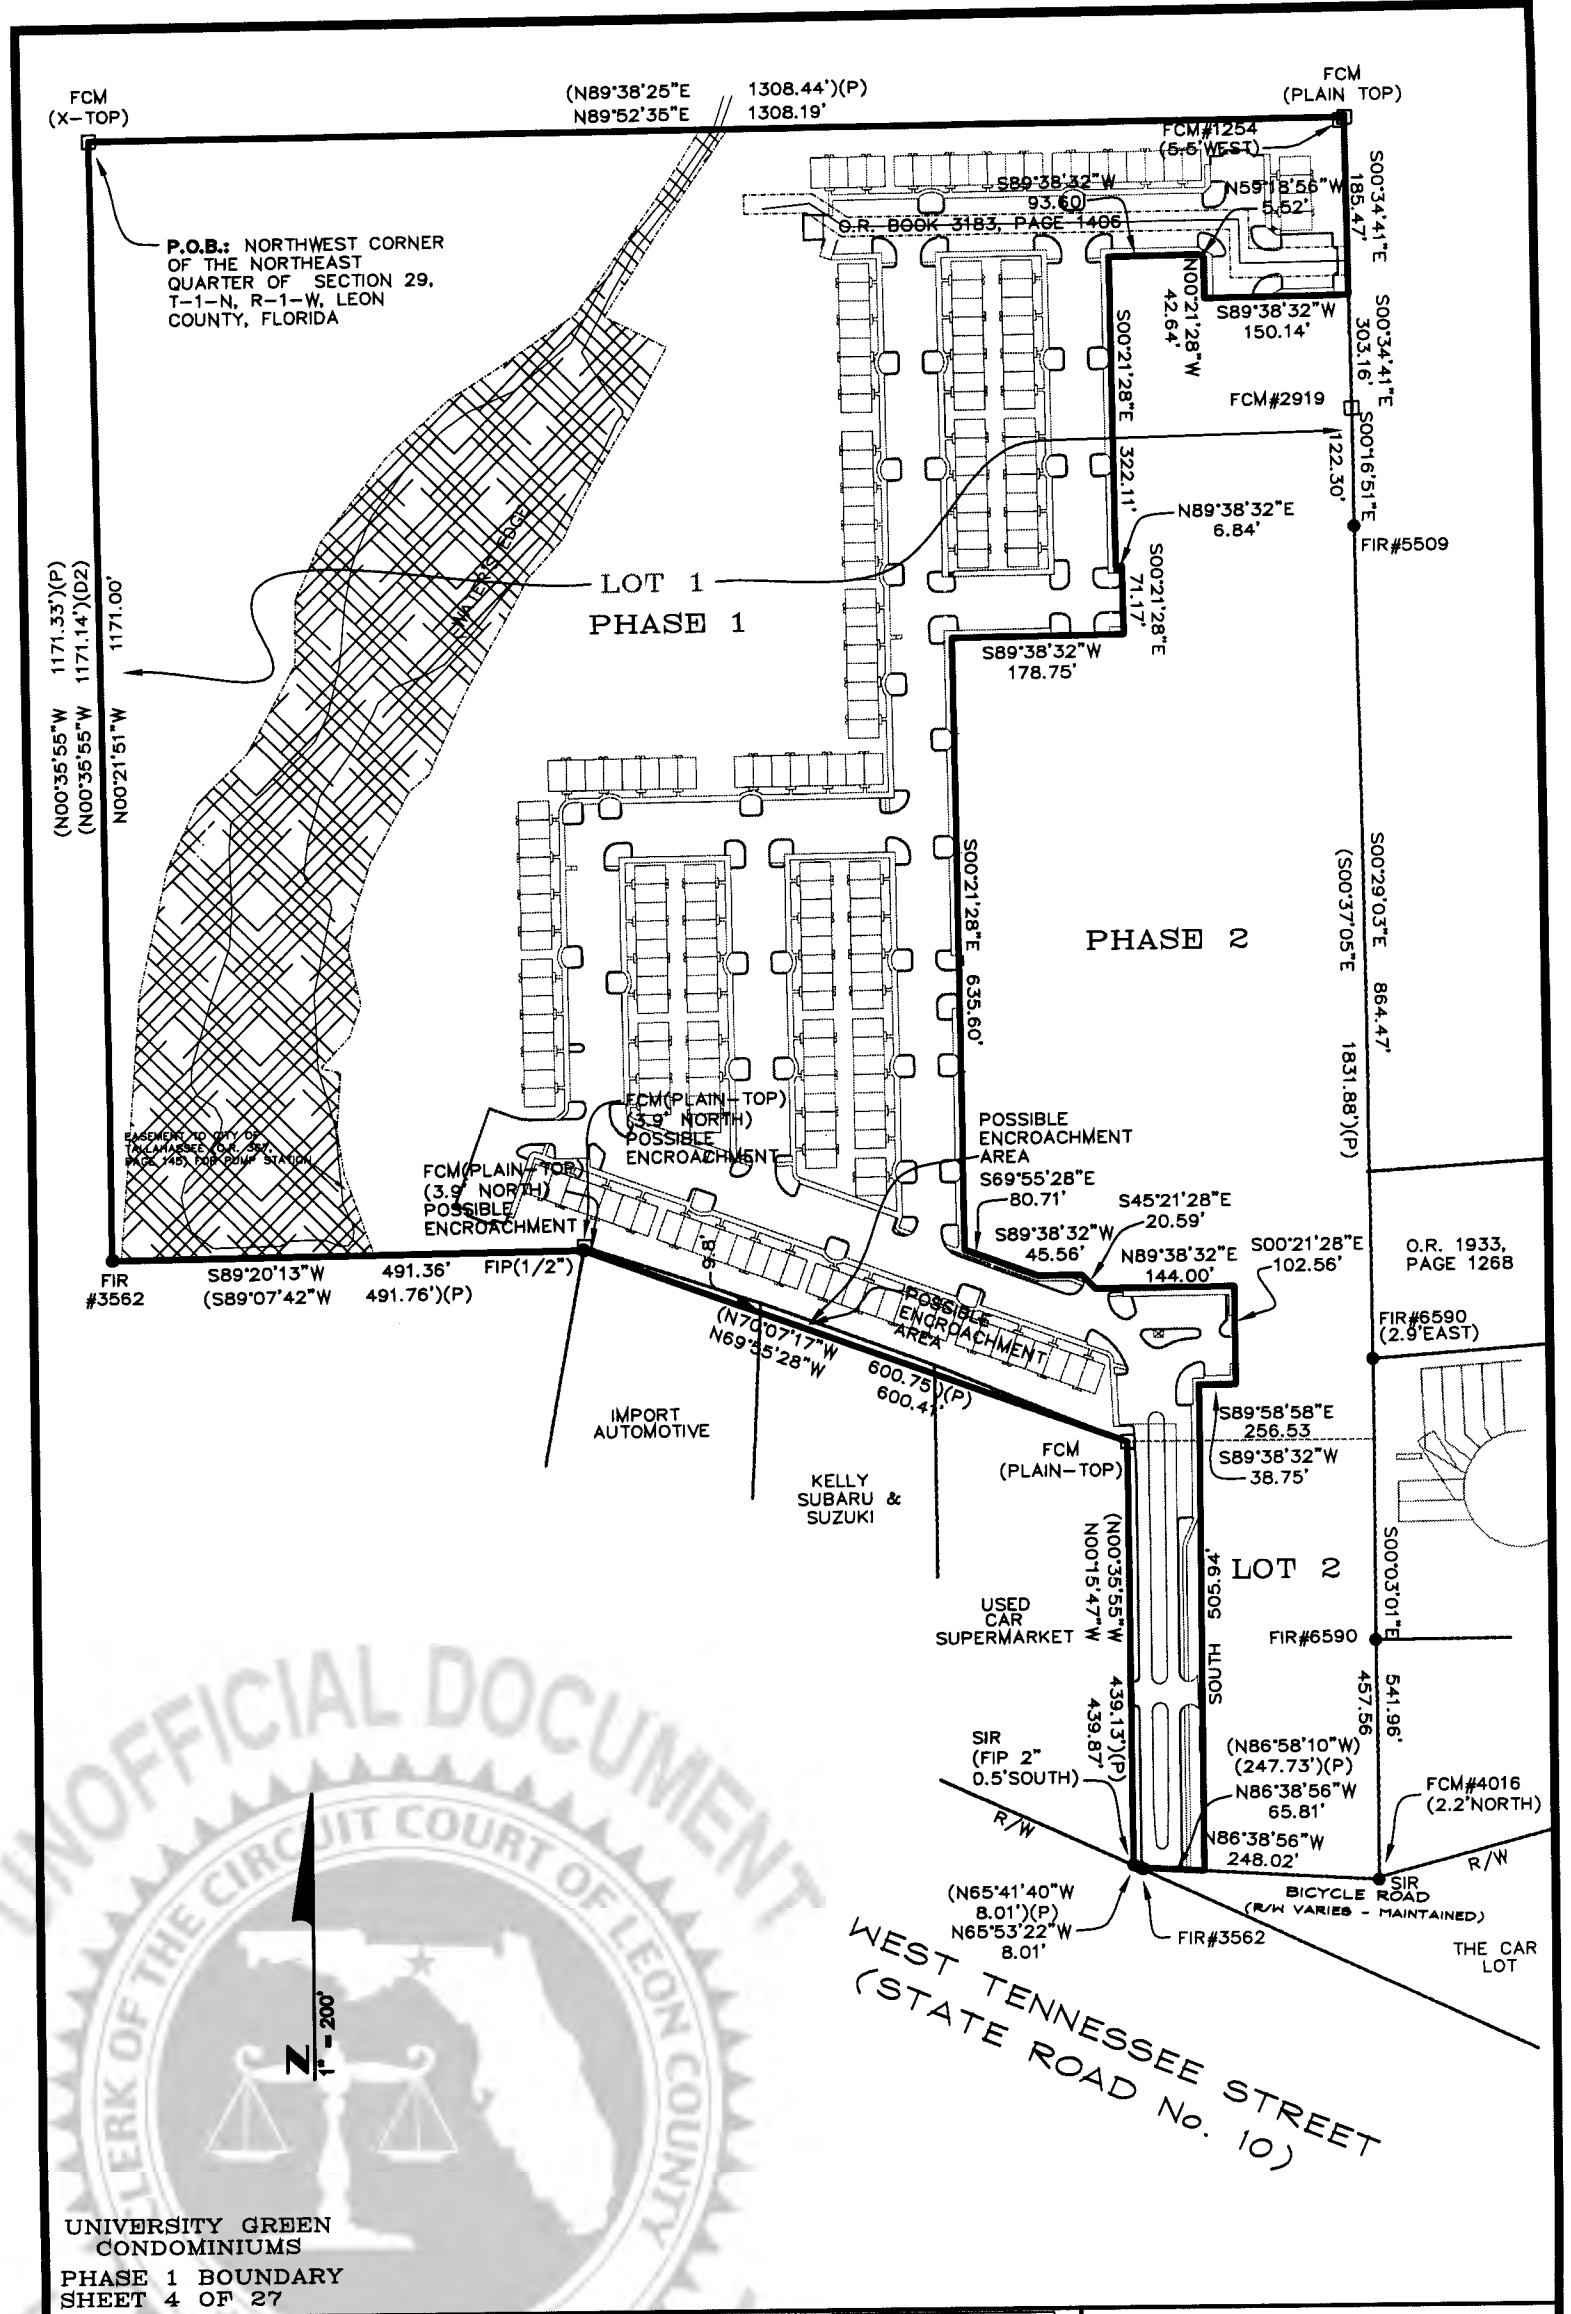 FCM
(X-TOP)
(N89°38'25"E 1308.44')(P)
N89°52'35"E 1308.19'
FCM
(PLAIN TOP)
FCM#1254
(5.5'WEST)
S00°34'41"E
185.47'
S89°38'32"W
93.60
N59°18'56"W
5.52'
O.R. BOOK 3183, PAGE 1406
P.O.B.: NORTHWEST CORNER
OF THE NORTHEAST
QUARTER OF SECTION 29,
T-1-N, R-1-W, LEON
COUNTY, FLORIDA
N00°21'28"W
42.64'
S89°38'32"W
150.14'
S00°34'41"E
303.16'
S00°21'28"E 322.11'
FCM#2919
S00°16'51"E
122.30'
N89°38'32"E
6.84'
FIR#5509
WATER'S EDGE
LOT 1
PHASE 1
S00°21'28"E
71.17'
S89°38'32"W
178.75'
(N00°35'55"W 1171.33')(P)
(N00°35'55"W 1171.14')(D2)
N00°21'51"W 1171.00'
S00°21'28"E 635.60'
PHASE 2
S00°29'03"E 864.47'
(S00°37'05"E 1831.88')(P)
FCM(PLAIN-TOP)
(3.9' NORTH)
POSSIBLE
ENCROACHMENT
EASEMENT TO CITY OF
TALLAHASSEE (O.R. 367,
PAGE 145) FOR PUMP STATION
FCM(PLAIN-TOP)
(3.9' NORTH)
POSSIBLE
ENCROACHMENT
POSSIBLE
ENCROACHMENT
AREA
S69°55'28"E
80.71'
S45°21'28"E
20.59'
S89°38'32"W
45.56'
N89°38'32"E
144.00'
S00°21'28"E
102.56'
O.R. 1933,
PAGE 1268
FIR
#3562
S89°20'13"W 491.36'
(S89°07'42"W 491.76')(P)
FIP(1/2")
9.8'
POSSIBLE
ENCROACHMENT
AREA
(N70°07'17"W 600.75')(P)
N69°55'28"W 600.41'
FIR#6590
(2.9'EAST)
IMPORT
AUTOMOTIVE
S89°58'58"E
256.53
S89°38'32"W
38.75'
FCM
(PLAIN-TOP)
KELLY
SUBARU &
SUZUKI
(N00°35'55"W 439.13')(P)
N00°15'47"W 439.87'
SOUTH 505.94'
LOT 2
S00°03'01"E 541.96'
457.56
USED
CAR
SUPERMARKET
FIR#6590
SIR
(FIP 2"
0.5'SOUTH)
(N86°58'10"W)
(247.73')(P)
N86°38'56"W
65.81'
FCM#4016
(2.2'NORTH)
R/W
N86°38'56"W
248.02'
R/W
SIR
BICYCLE ROAD
(R/W VARIES - MAINTAINED)
(N65°41'40"W
8.01')(P)
N65°53'22"W
8.01'
FIR#3562
THE CAR
LOT
WEST TENNESSEE STREET
(STATE ROAD No. 10)
UNOFFICIAL DOCUMENT
CLERK OF THE CIRCUIT COURT OF LEON COUNTY
N
1" = 200'
UNIVERSITY GREEN
CONDOMINIUMS
PHASE 1 BOUNDARY
SHEET 4 OF 27